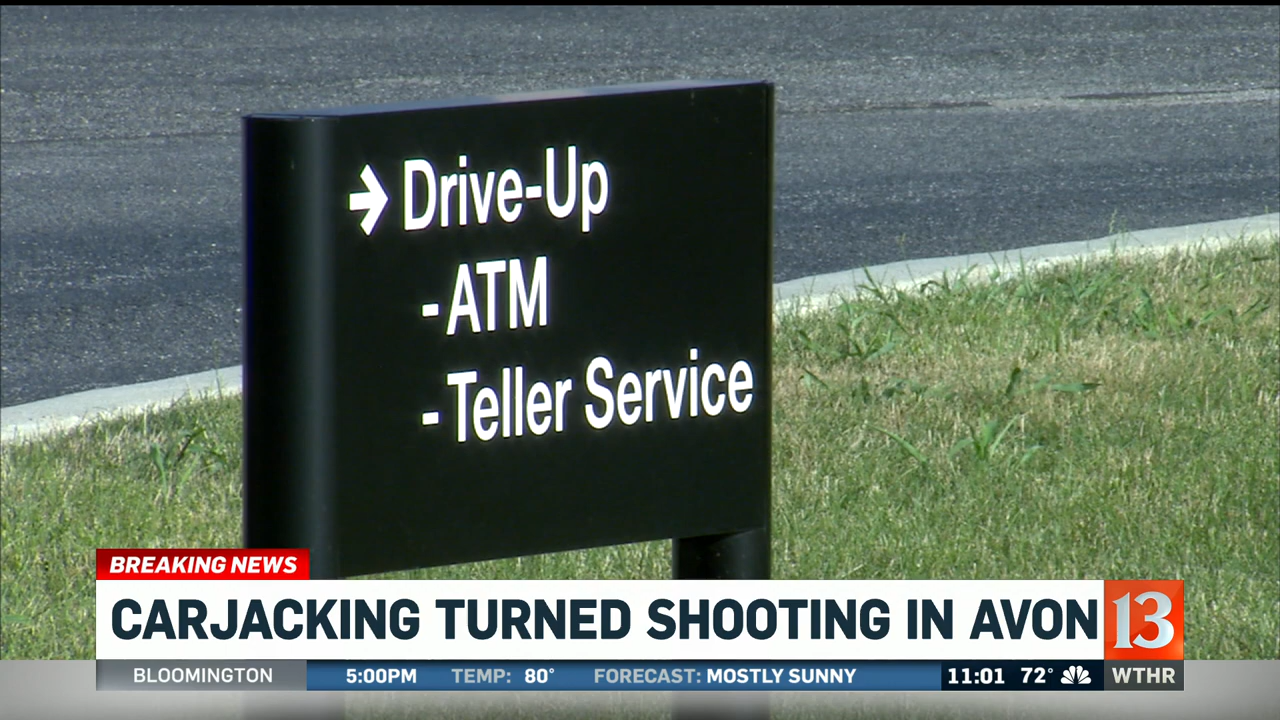 → Drive-Up
-ATM
-Teller Service
BREAKING NEWS
CARJACKING TURNED SHOOTING IN AVON
13
BLOOMINGTON 5:00PM TEMP: 80° FORECAST: MOSTLY SUNNY 11:01 72° WTHR